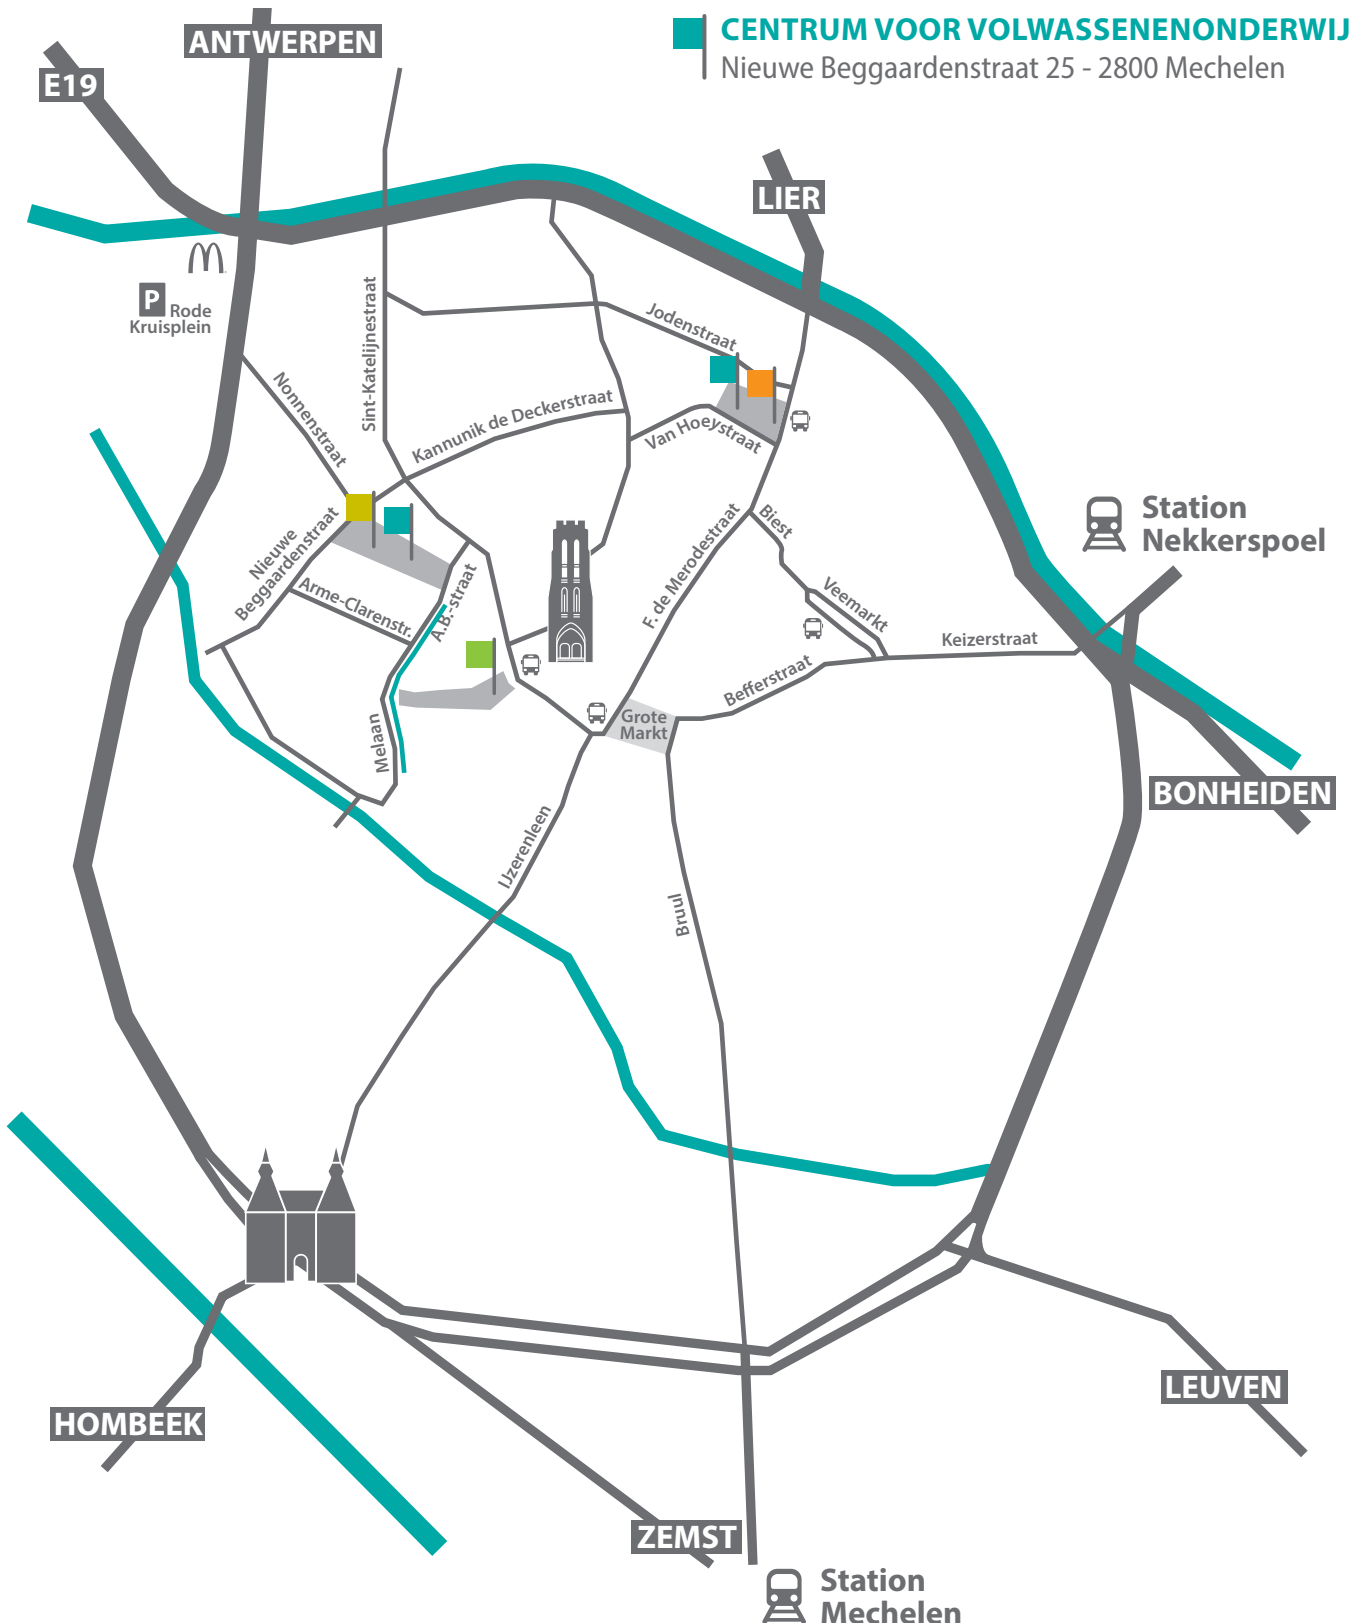 CENTRUM VOOR VOLWASSENENONDERWIJ
Nieuwe Beggaardenstraat 25 - 2800 Mechelen
ANTWERPEN
E19
LIER
P Rode
Kruisplein
Sint-Katelijnestraat
Jodenstraat
Nonnenstraat
Kannunik de Deckerstraat
Van Hoeystraat
Nieuwe
Beggaardenstraat
Arme-Clarenstr.
A.B.-straat
F. de Merodestraat
Biest
Veemarkt
Station
Nekkerspoel
Keizerstraat
Befferstraat
Grote
Markt
Melaan
IJzerenleen
Bruul
BONHEIDEN
HOMBEEK
LEUVEN
ZEMST
Station
Mechelen